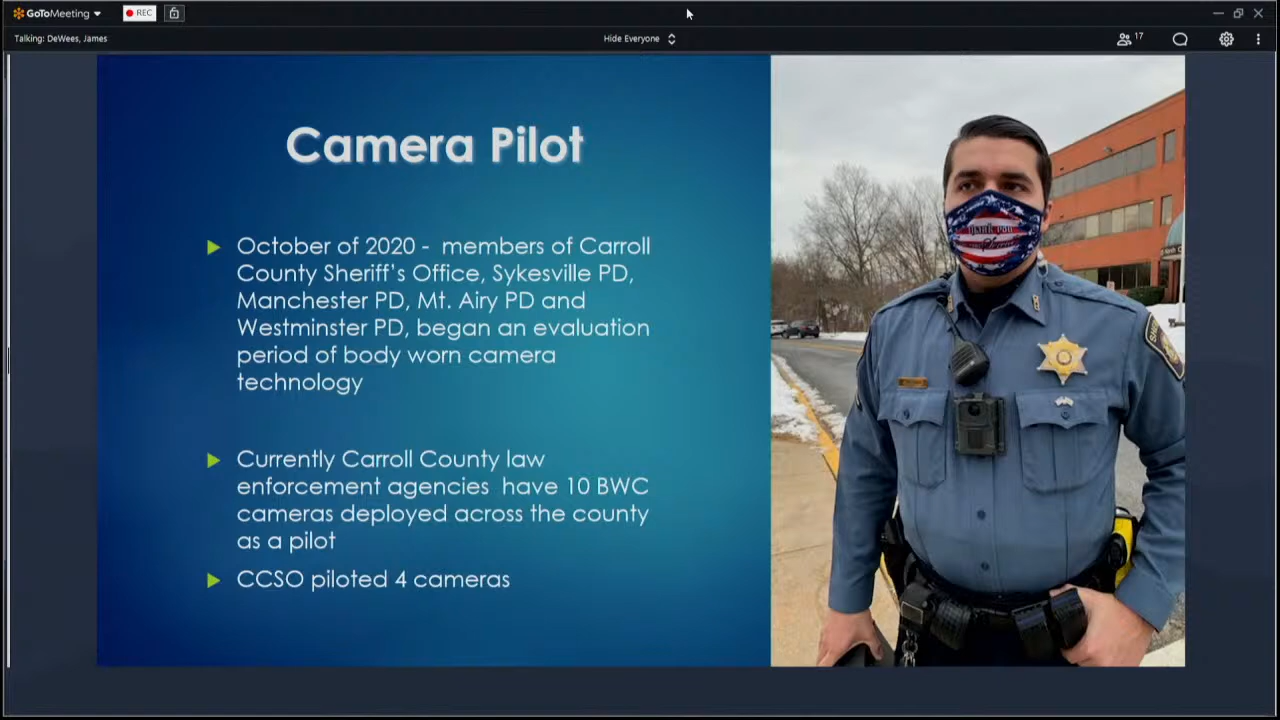 GoToMeeting
REC
Talking: DeWees, James
Hide Everyone
17
Camera Pilot
October of 2020 - members of Carroll
County Sheriff's Office, Sykesville PD,
Manchester PD, Mt. Airy PD and
Westminster PD, began an evaluation
period of body worn camera
technology
Currently Carroll County law
enforcement agencies have 10 BWC
cameras deployed across the county
as a pilot
CCSO piloted 4 cameras
thank you